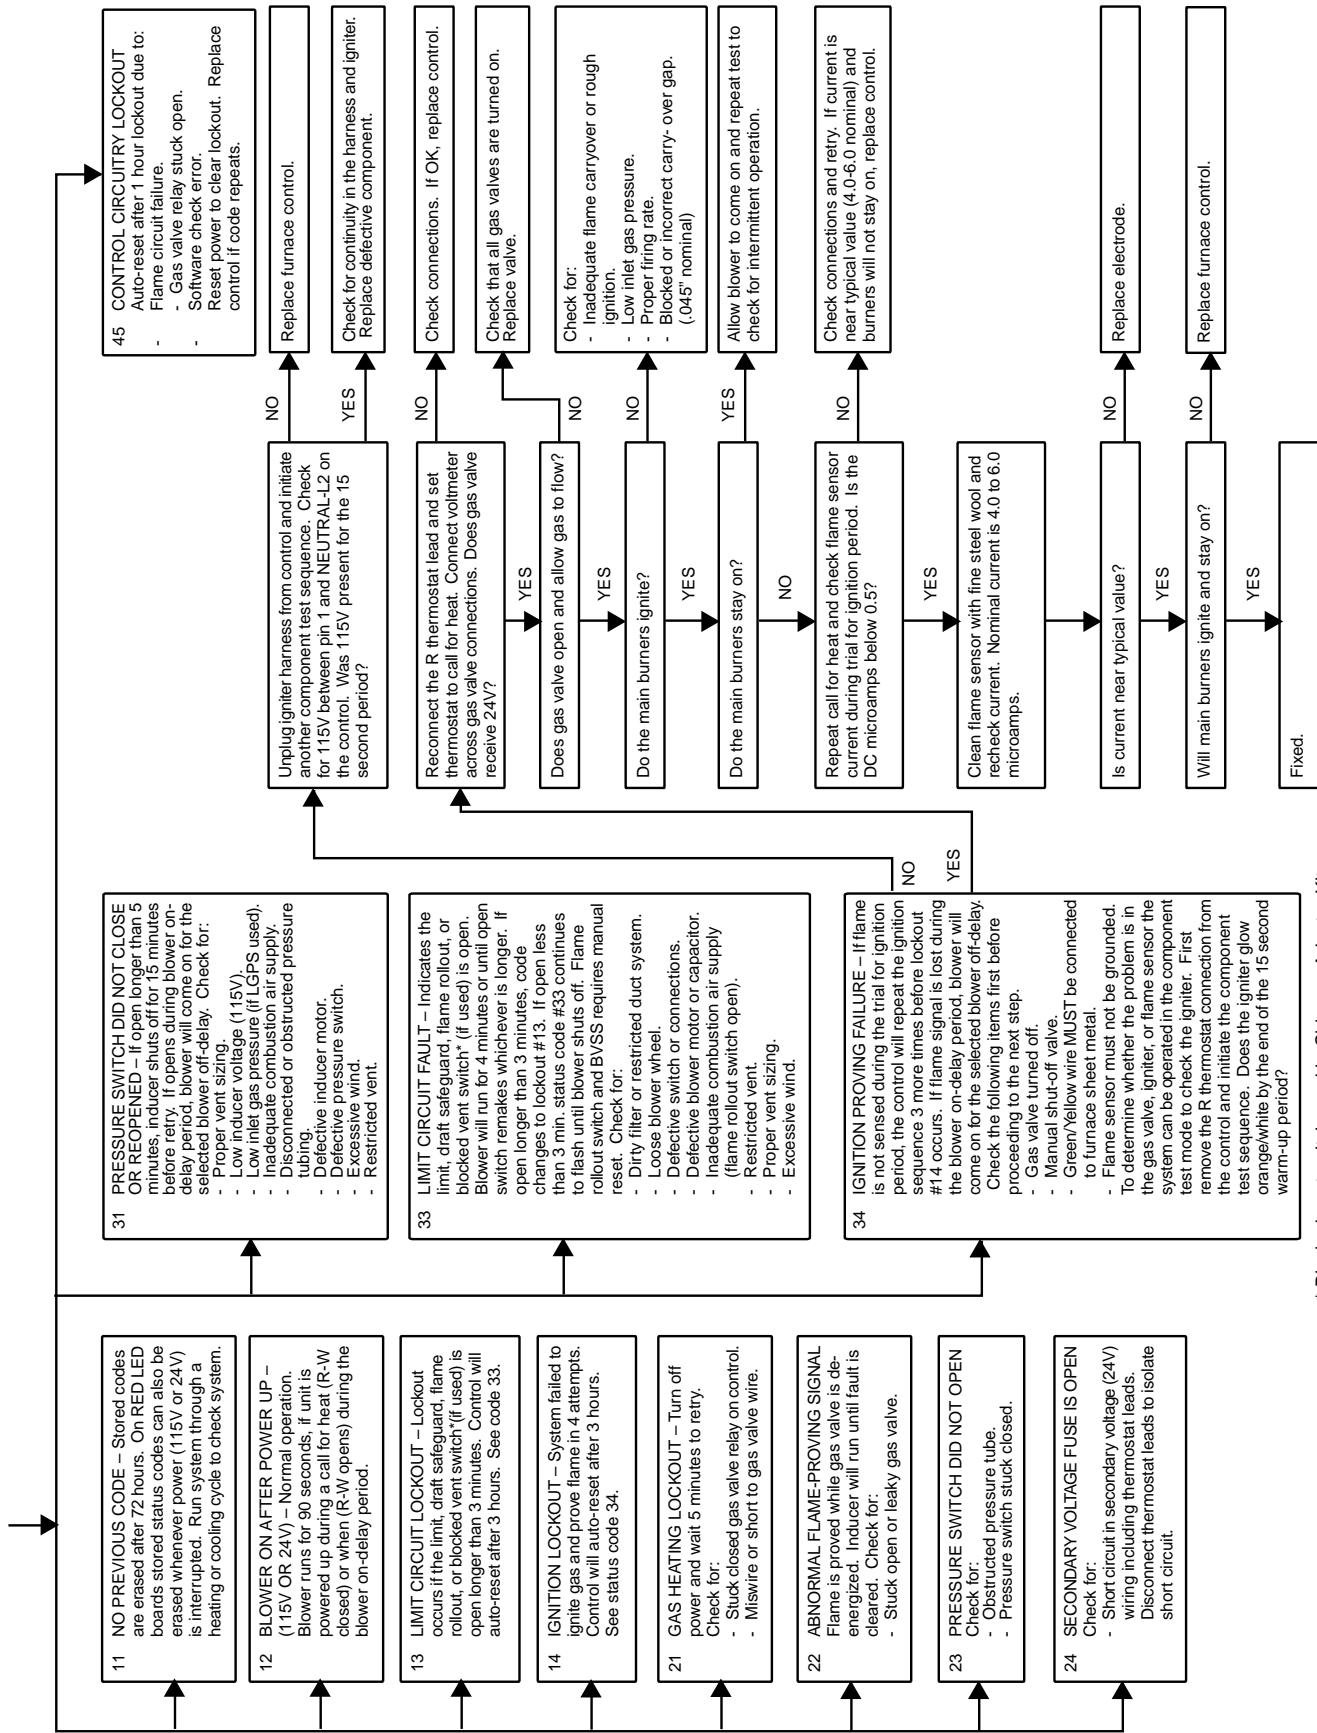 11 NO PREVIOUS CODE – Stored codes
are erased after 72 hours. On RED LED
boards stored status codes can also be
erased whenever power (115V or 24V)
is interrupted. Run system through a
heating or cooling cycle to check system.
12 BLOWER ON AFTER POWER UP –
(115V OR 24V) – Normal operation.
Blower runs for 90 seconds, if unit is
powered up during a call for heat (R-W
closed) or when (R-W opens) during the
blower on-delay period.
13 LIMIT CIRCUIT LOCKOUT – Lockout
occurs if the limit, draft safeguard, flame
rollout, or blocked vent switch*(if used) is
open longer than 3 minutes. Control will
auto-reset after 3 hours. See code 33.
14 IGNITION LOCKOUT – System failed to
ignite gas and prove flame in 4 attempts.
Control will auto-reset after 3 hours.
See status code 34.
21 GAS HEATING LOCKOUT – Turn off
power and wait 5 minutes to retry.
Check for:
- Stuck closed gas valve relay on control.
- Miswire or short to gas valve wire.
22 ABNORMAL FLAME-PROVING SIGNAL
Flame is proved while gas valve is de-
energized. Inducer will run until fault is
cleared. Check for:
- Stuck open or leaky gas valve.
23 PRESSURE SWITCH DID NOT OPEN
Check for:
- Obstructed pressure tube.
- Pressure switch stuck closed.
24 SECONDARY VOLTAGE FUSE IS OPEN
Check for:
- Short circuit in secondary voltage (24V)
wiring including thermostat leads.
Disconnect thermostat leads to isolate
short circuit.
31 PRESSURE SWITCH DID NOT CLOSE
OR REOPENED – If open longer than 5
minutes, inducer shuts off for 15 minutes
before retry. If opens during blower on-
delay period, blower will come on for the
selected blower off-delay. Check for:
- Proper vent sizing.
- Low inducer voltage (115V).
- Low inlet gas pressure (if LGPS used).
- Inadequate combustion air supply.
- Disconnected or obstructed pressure
tubing.
- Defective inducer motor.
- Defective pressure switch.
- Excessive wind.
- Restricted vent.
33 LIMIT CIRCUIT FAULT – Indicates the
limit, draft safeguard, flame rollout, or
blocked vent switch* (if used) is open.
Blower will run for 4 minutes or until open
switch remakes whichever is longer. If
open longer than 3 minutes, code
changes to lockout #13. If open less
than 3 min. status code #33 continues
to flash until blower shuts off. Flame
rollout switch and BVSS requires manual
reset. Check for:
- Dirty filter or restricted duct system.
- Loose blower wheel.
- Defective switch or connections.
- Defective blower motor or capacitor.
- Inadequate combustion air supply
(flame rollout switch open).
- Restricted vent.
- Proper vent sizing.
- Excessive wind.
34 IGNITION PROVING FAILURE – If flame
is not sensed during the trial for ignition
period, the control will repeat the ignition
sequence 3 more times before lockout
#14 occurs. If flame signal is lost during
the blower on-delay period, blower will
come on for the selected blower off-delay.
Check the following items first before
proceeding to the next step.
- Gas valve turned off.
- Manual shut-off valve.
- Green/Yellow wire MUST be connected
to furnace sheet metal.
- Flame sensor must not be grounded.
To determine whether the problem is in
the gas valve, igniter, or flame sensor the
system can be operated in the component
test mode to check the igniter. First
remove the R thermostat connection from
the control and initiate the component
test sequence. Does the igniter glow
orange/white by the end of the 15 second
warm-up period?
NO
YES
Unplug igniter harness from control and initiate
another component test sequence. Check
for 115V between pin 1 and NEUTRAL-L2 on
the control. Was 115V present for the 15
second period?
NO
YES
Reconnect the R thermostat lead and set
thermostat to call for heat. Connect voltmeter
across gas valve connections. Does gas valve
receive 24V?
NO
YES
Does gas valve open and allow gas to flow?
NO
YES
Do the main burners ignite?
NO
YES
Do the main burners stay on?
YES
NO
Repeat call for heat and check flame sensor
current during trial for ignition period. Is the
DC microamps below 0.5?
NO
YES
Clean flame sensor with fine steel wool and
recheck current. Nominal current is 4.0 to 6.0
microamps.
Is current near typical value?
NO
YES
Will main burners ignite and stay on?
NO
YES
Fixed.
45 CONTROL CIRCUITRY LOCKOUT
Auto-reset after 1 hour lockout due to:
- Flame circuit failure.
- Gas valve relay stuck open.
- Software check error.
Reset power to clear lockout. Replace
control if code repeats.
Replace furnace control.
Check for continuity in the harness and igniter.
Replace defective component.
Check connections. If OK, replace control.
Check that all gas valves are turned on.
Replace valve.
Check for:
- Inadequate flame carryover or rough
ignition.
- Low inlet gas pressure.
- Proper firing rate.
- Blocked or incorrect carry- over gap.
(.045" nominal)
Allow blower to come on and repeat test to
check for intermittent operation.
Check connections and retry. If current is
near typical value (4.0-6.0 nominal) and
burners will not stay on, replace control.
Replace electrode.
Replace furnace control.